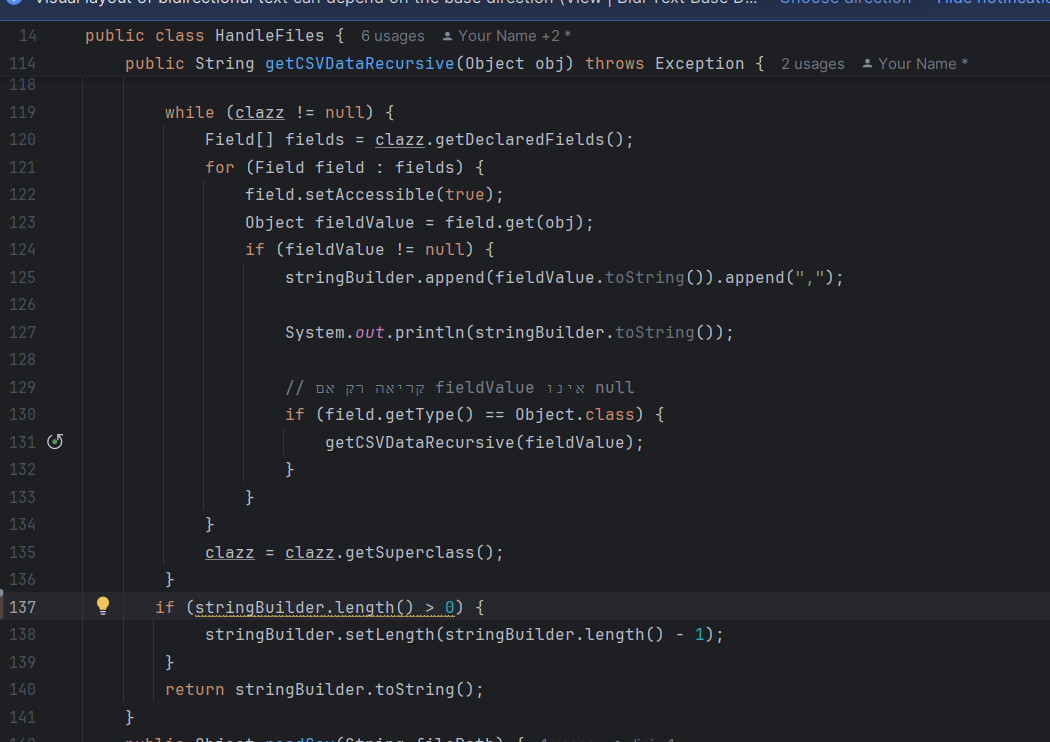 Visual layout of bidirectional text can depend on the base direction (View | Bidi Text Base D... Choose direction Hide notificatio
14 public class HandleFiles { 6 usages Your Name +2 *
114 public String getCSVDataRecursive(Object obj) throws Exception { 2 usages Your Name *
118
119 while (clazz != null) {
120 Field[] fields = clazz.getDeclaredFields();
121 for (Field field : fields) {
122 field.setAccessible(true);
123 Object fieldValue = field.get(obj);
124 if (fieldValue != null) {
125 stringBuilder.append(fieldValue.toString()).append(",");
126
127 System.out.println(stringBuilder.toString());
128
129 // קריאה רק אם fieldValue אינו null
130 if (field.getType() == Object.class) {
131 getCSVDataRecursive(fieldValue);
132 }
133 }
134 }
135 clazz = clazz.getSuperclass();
136 }
137 if (stringBuilder.length() > 0) {
138 stringBuilder.setLength(stringBuilder.length() - 1);
139 }
140 return stringBuilder.toString();
141 }
public Object readCsv(String filePath) {